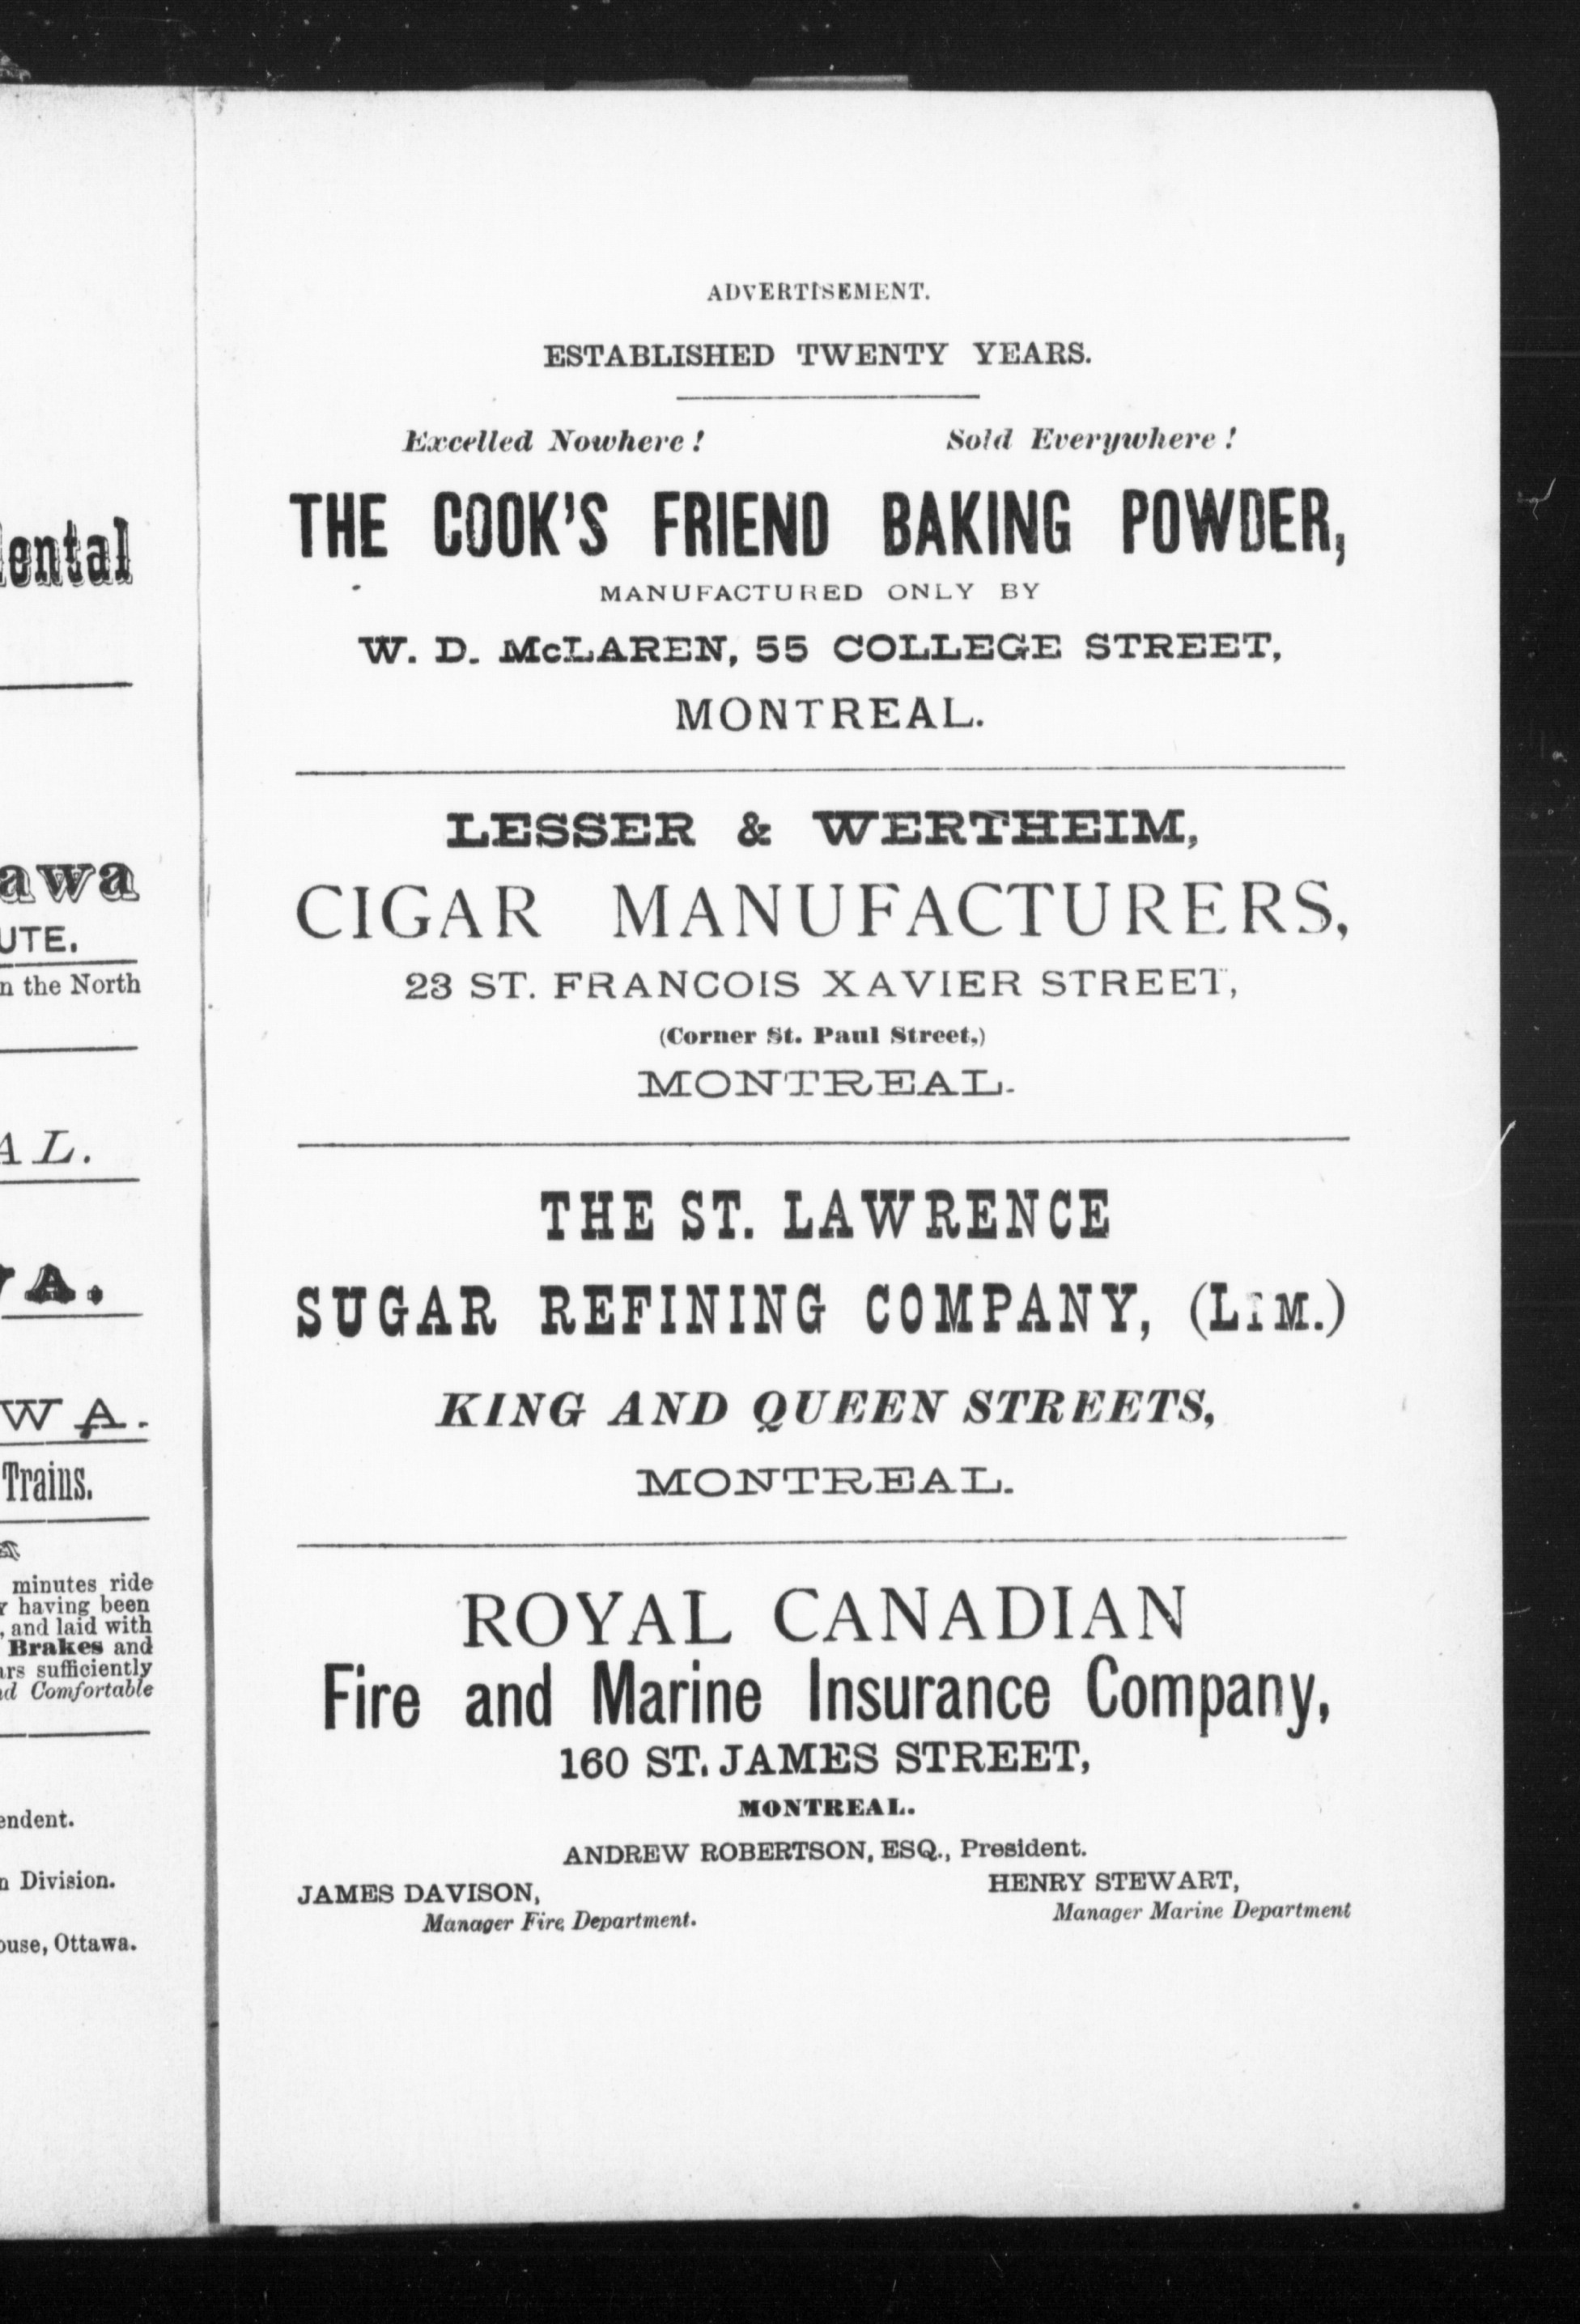 ental
awa
UTE.
n the North
AL.
A.
WA.
Trains.
minutes ride
having been
, and laid with
Brakes and
sufficiently
Comfortable
Division.
Ottawa.
ADVERTISEMENT.
ESTABLISHED TWENTY YEARS.
Excelled Nowhere! Sold Everywhere!
THE COOK'S FRIEND BAKING POWDER,
MANUFACTURED ONLY BY
W. D. McLAREN, 55 COLLEGE STREET,
MONTREAL.
LESSER & WERTHEIM,
CIGAR MANUFACTURERS,
23 ST. FRANCOIS XAVIER STREET,
(Corner St. Paul Street,)
MONTREAL.
THE ST. LAWRENCE
SUGAR REFINING COMPANY, (LIM.)
KING AND QUEEN STREETS,
MONTREAL.
ROYAL CANADIAN
Fire and Marine Insurance Company,
160 ST. JAMES STREET,
MONTREAL.
ANDREW ROBERTSON, ESQ., President.
JAMES DAVISON, HENRY STEWART,
Manager Fire Department. Manager Marine Department